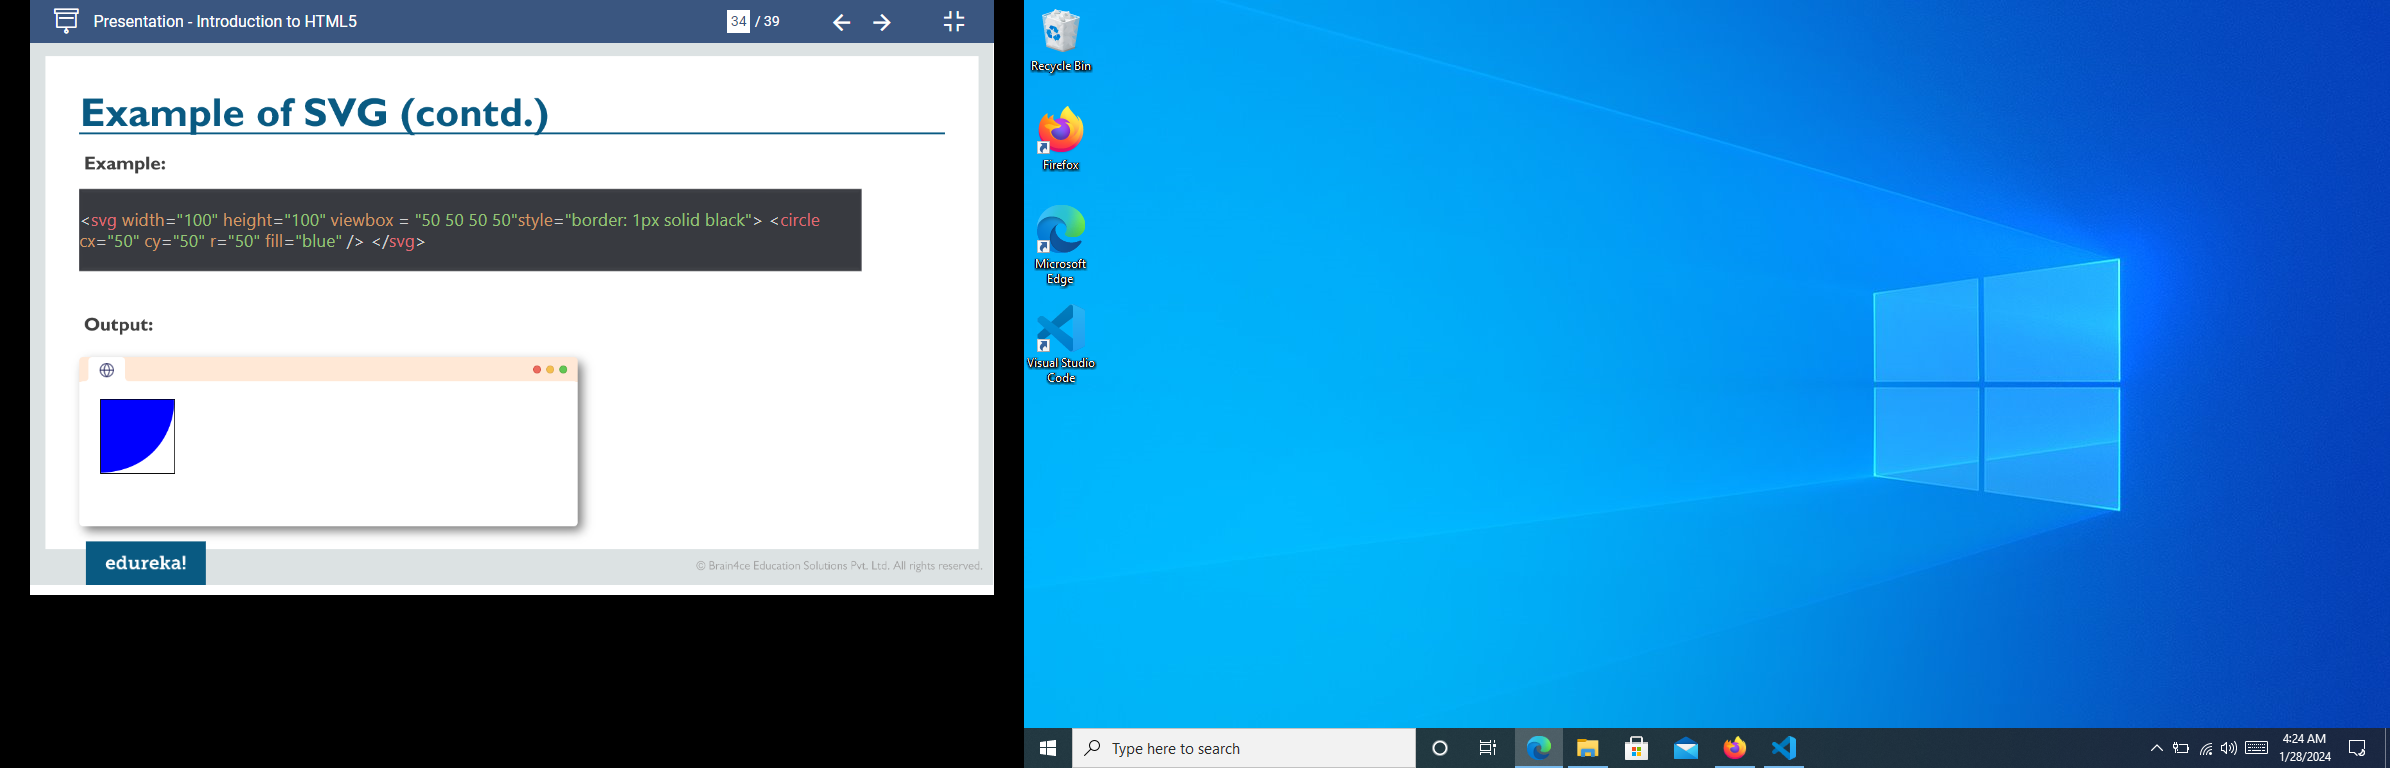 Presentation - Introduction to HTML5
34 / 39
Example of SVG (contd.)
Example:
<svg width="100" height="100" viewbox = "50 50 50 50"style="border: 1px solid black"> <circle
cx="50" cy="50" r="50" fill="blue" /> </svg>
Output:
edureka!
© Brain4ce Education Solutions Pvt. Ltd. All rights reserved.
Recycle Bin
Firefox
Microsoft
Edge
Visual Studio
Code
Type here to search
4:24 AM
1/28/2024